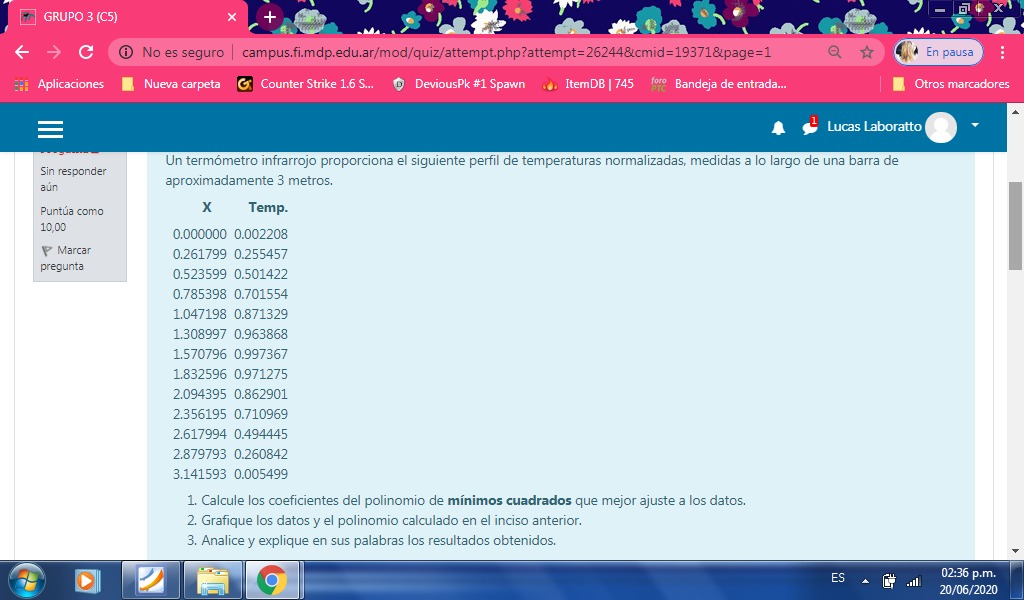 GRUPO 3 (C5)
No es seguro | campus.fi.mdp.edu.ar/mod/quiz/attempt.php?attempt=26244&cmid=19371&page=1
En pausa
Aplicaciones Nueva carpeta Counter Strike 1.6 S... DeviousPk #1 Spawn ItemDB | 745 foro PTC Bandeja de entrada... Otros marcadores
1 Lucas Laboratto
Sin responder
aún
Puntúa como
10,00
Marcar
pregunta
Un termómetro infrarrojo proporciona el siguiente perfil de temperaturas normalizadas, medidas a lo largo de una barra de
aproximadamente 3 metros.
X Temp.
0.000000 0.002208
0.261799 0.255457
0.523599 0.501422
0.785398 0.701554
1.047198 0.871329
1.308997 0.963868
1.570796 0.997367
1.832596 0.971275
2.094395 0.862901
2.356195 0.710969
2.617994 0.494445
2.879793 0.260842
3.141593 0.005499
1. Calcule los coeficientes del polinomio de mínimos cuadrados que mejor ajuste a los datos.
2. Grafique los datos y el polinomio calculado en el inciso anterior.
3. Analice y explique en sus palabras los resultados obtenidos.
ES
02:36 p.m.
20/06/2020